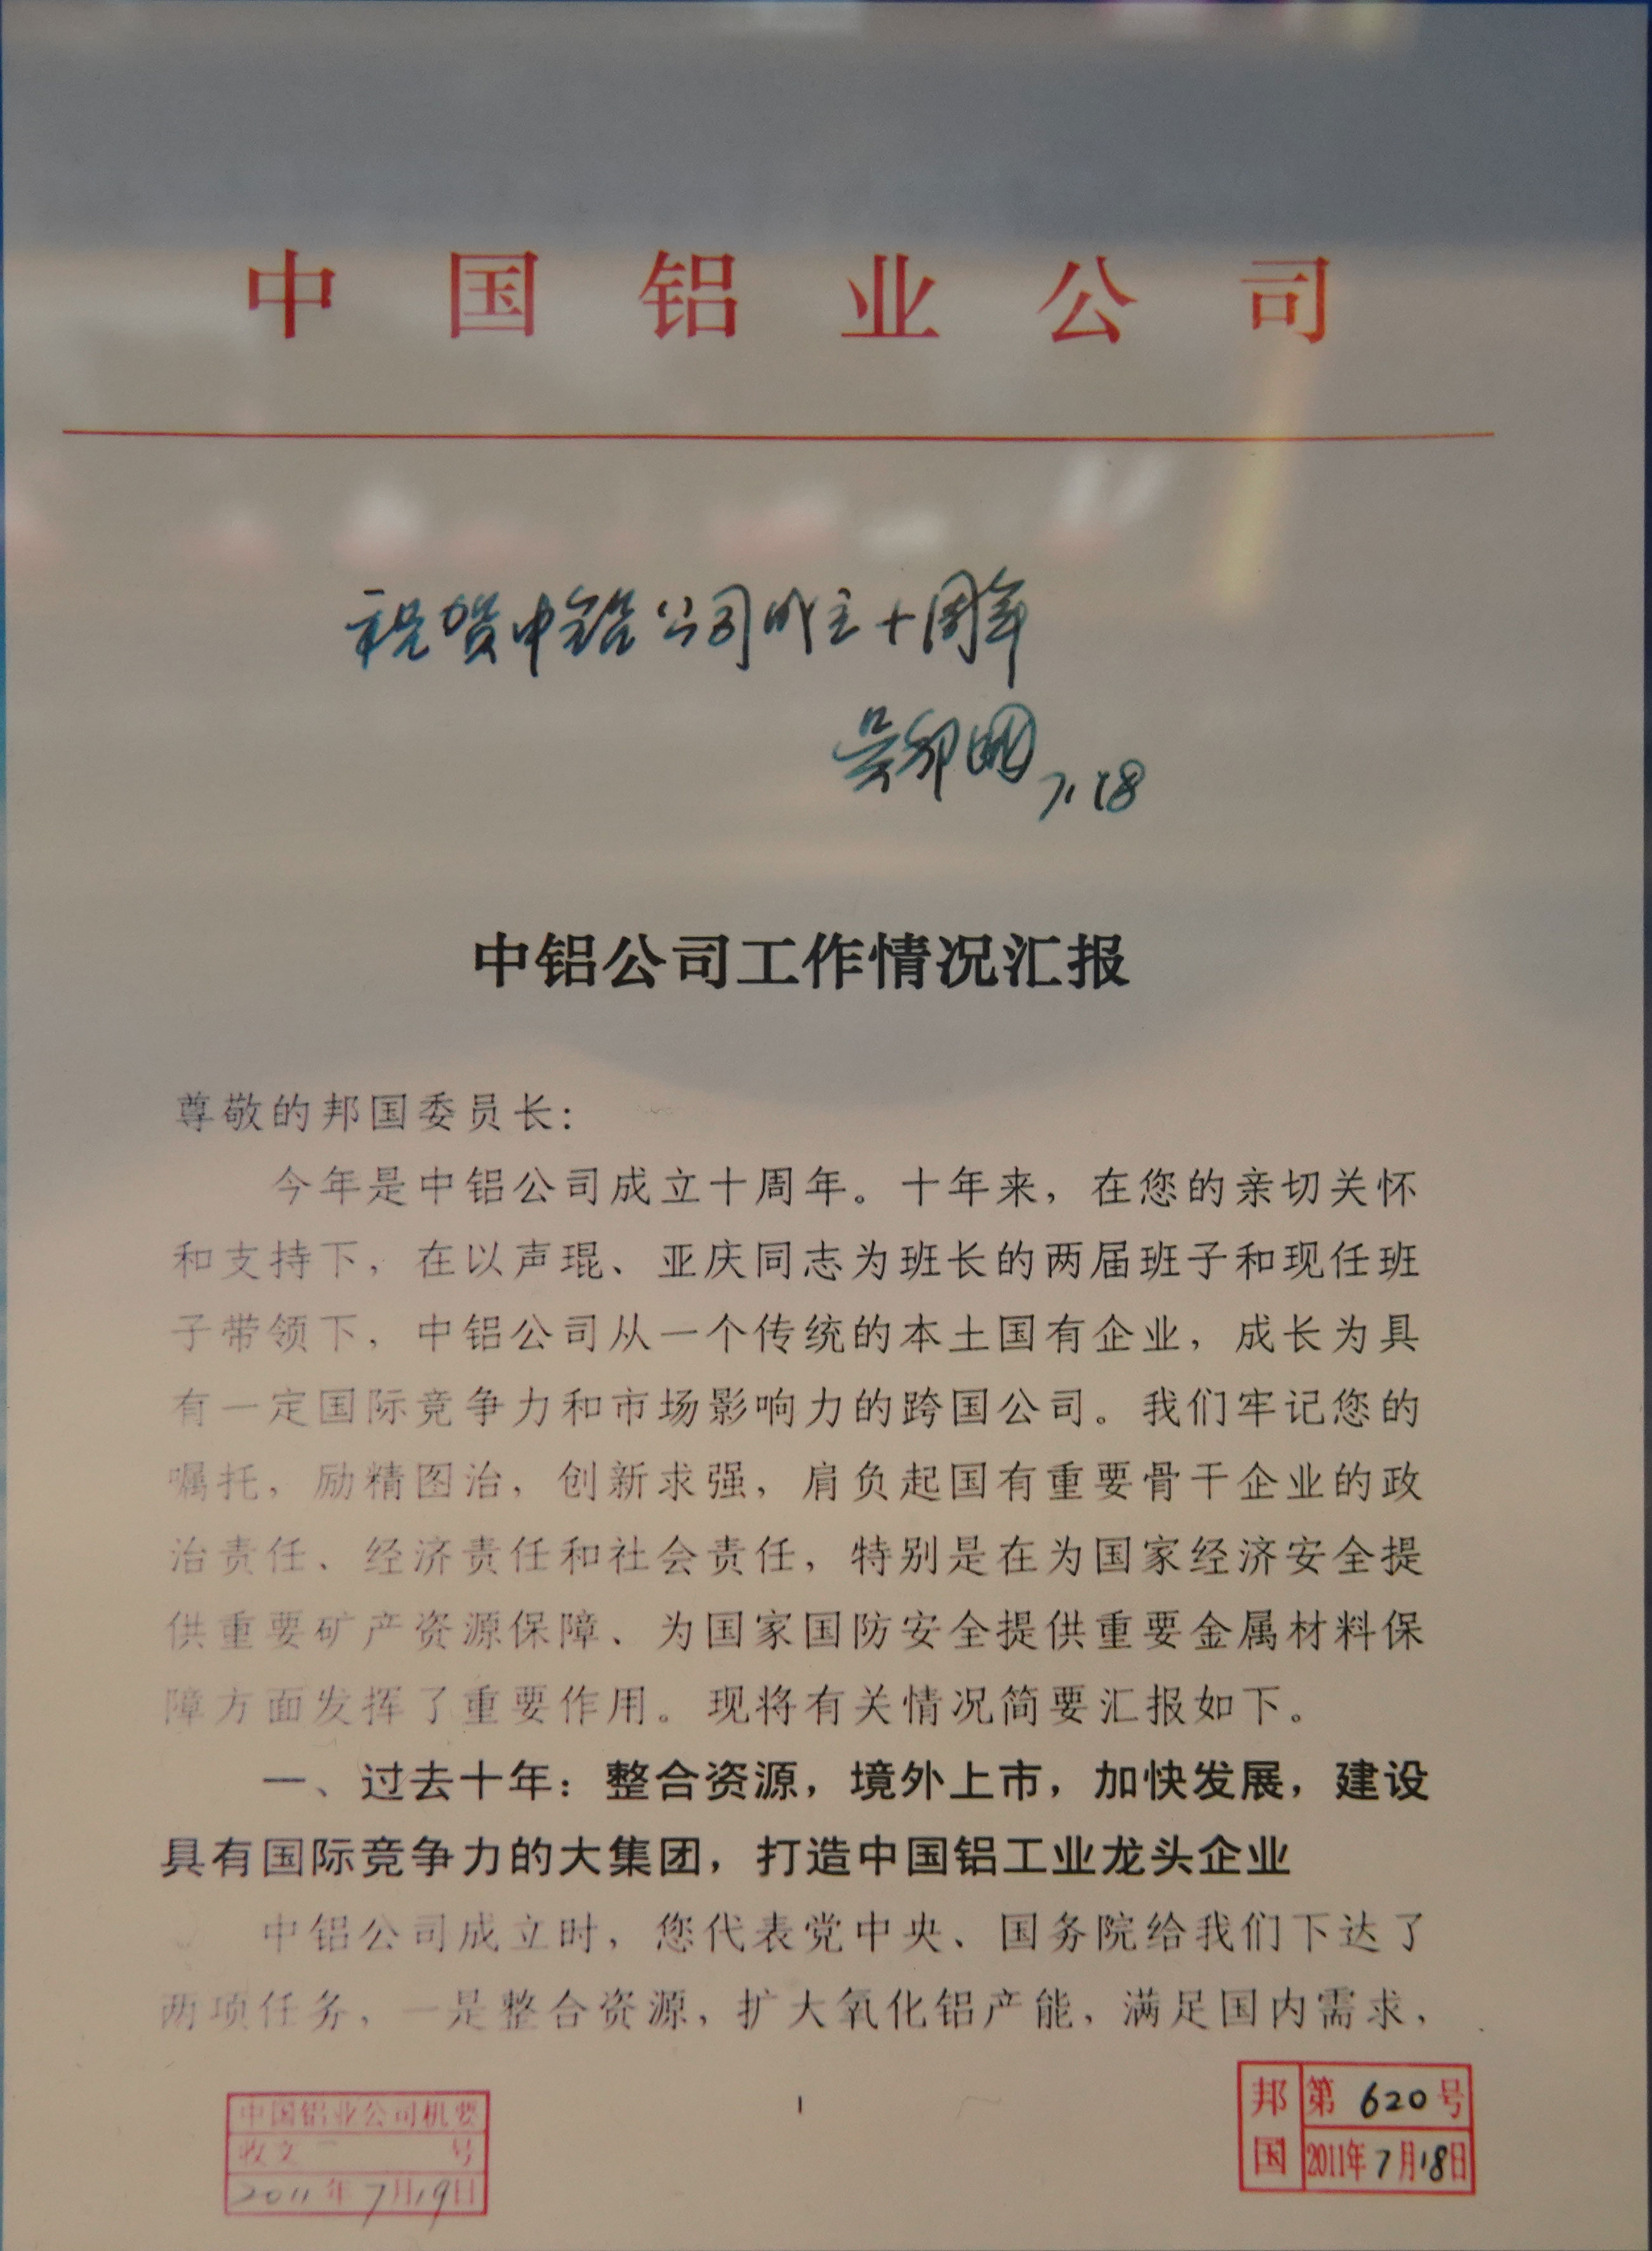 中国铝业公司
祝贺中铝公司成立十周年
吴邦国 7.18
中铝公司工作情况汇报
尊敬的邦国委员长：
今年是中铝公司成立十周年。十年来，在您的亲切关怀
和支持下，在以声琨、亚庆同志为班长的两届班子和现任班
子带领下，中铝公司从一个传统的本土国有企业，成长为具
有一定国际竞争力和市场影响力的跨国公司。我们牢记您的
嘱托，励精图治，创新求强，肩负起国有重要骨干企业的政
治责任、经济责任和社会责任，特别是在为国家经济安全提
供重要矿产资源保障、为国家国防安全提供重要金属材料保
障方面发挥了重要作用。现将有关情况简要汇报如下。
一、过去十年：整合资源，境外上市，加快发展，建设
具有国际竞争力的大集团，打造中国铝工业龙头企业
中铝公司成立时，您代表党中央、国务院给我们下达了
两项任务，一是整合资源，扩大氧化铝产能，满足国内需求，
1
中国铝业公司机要
收文 号
2011年7月19日
邦国
第620号
2011年7月18日